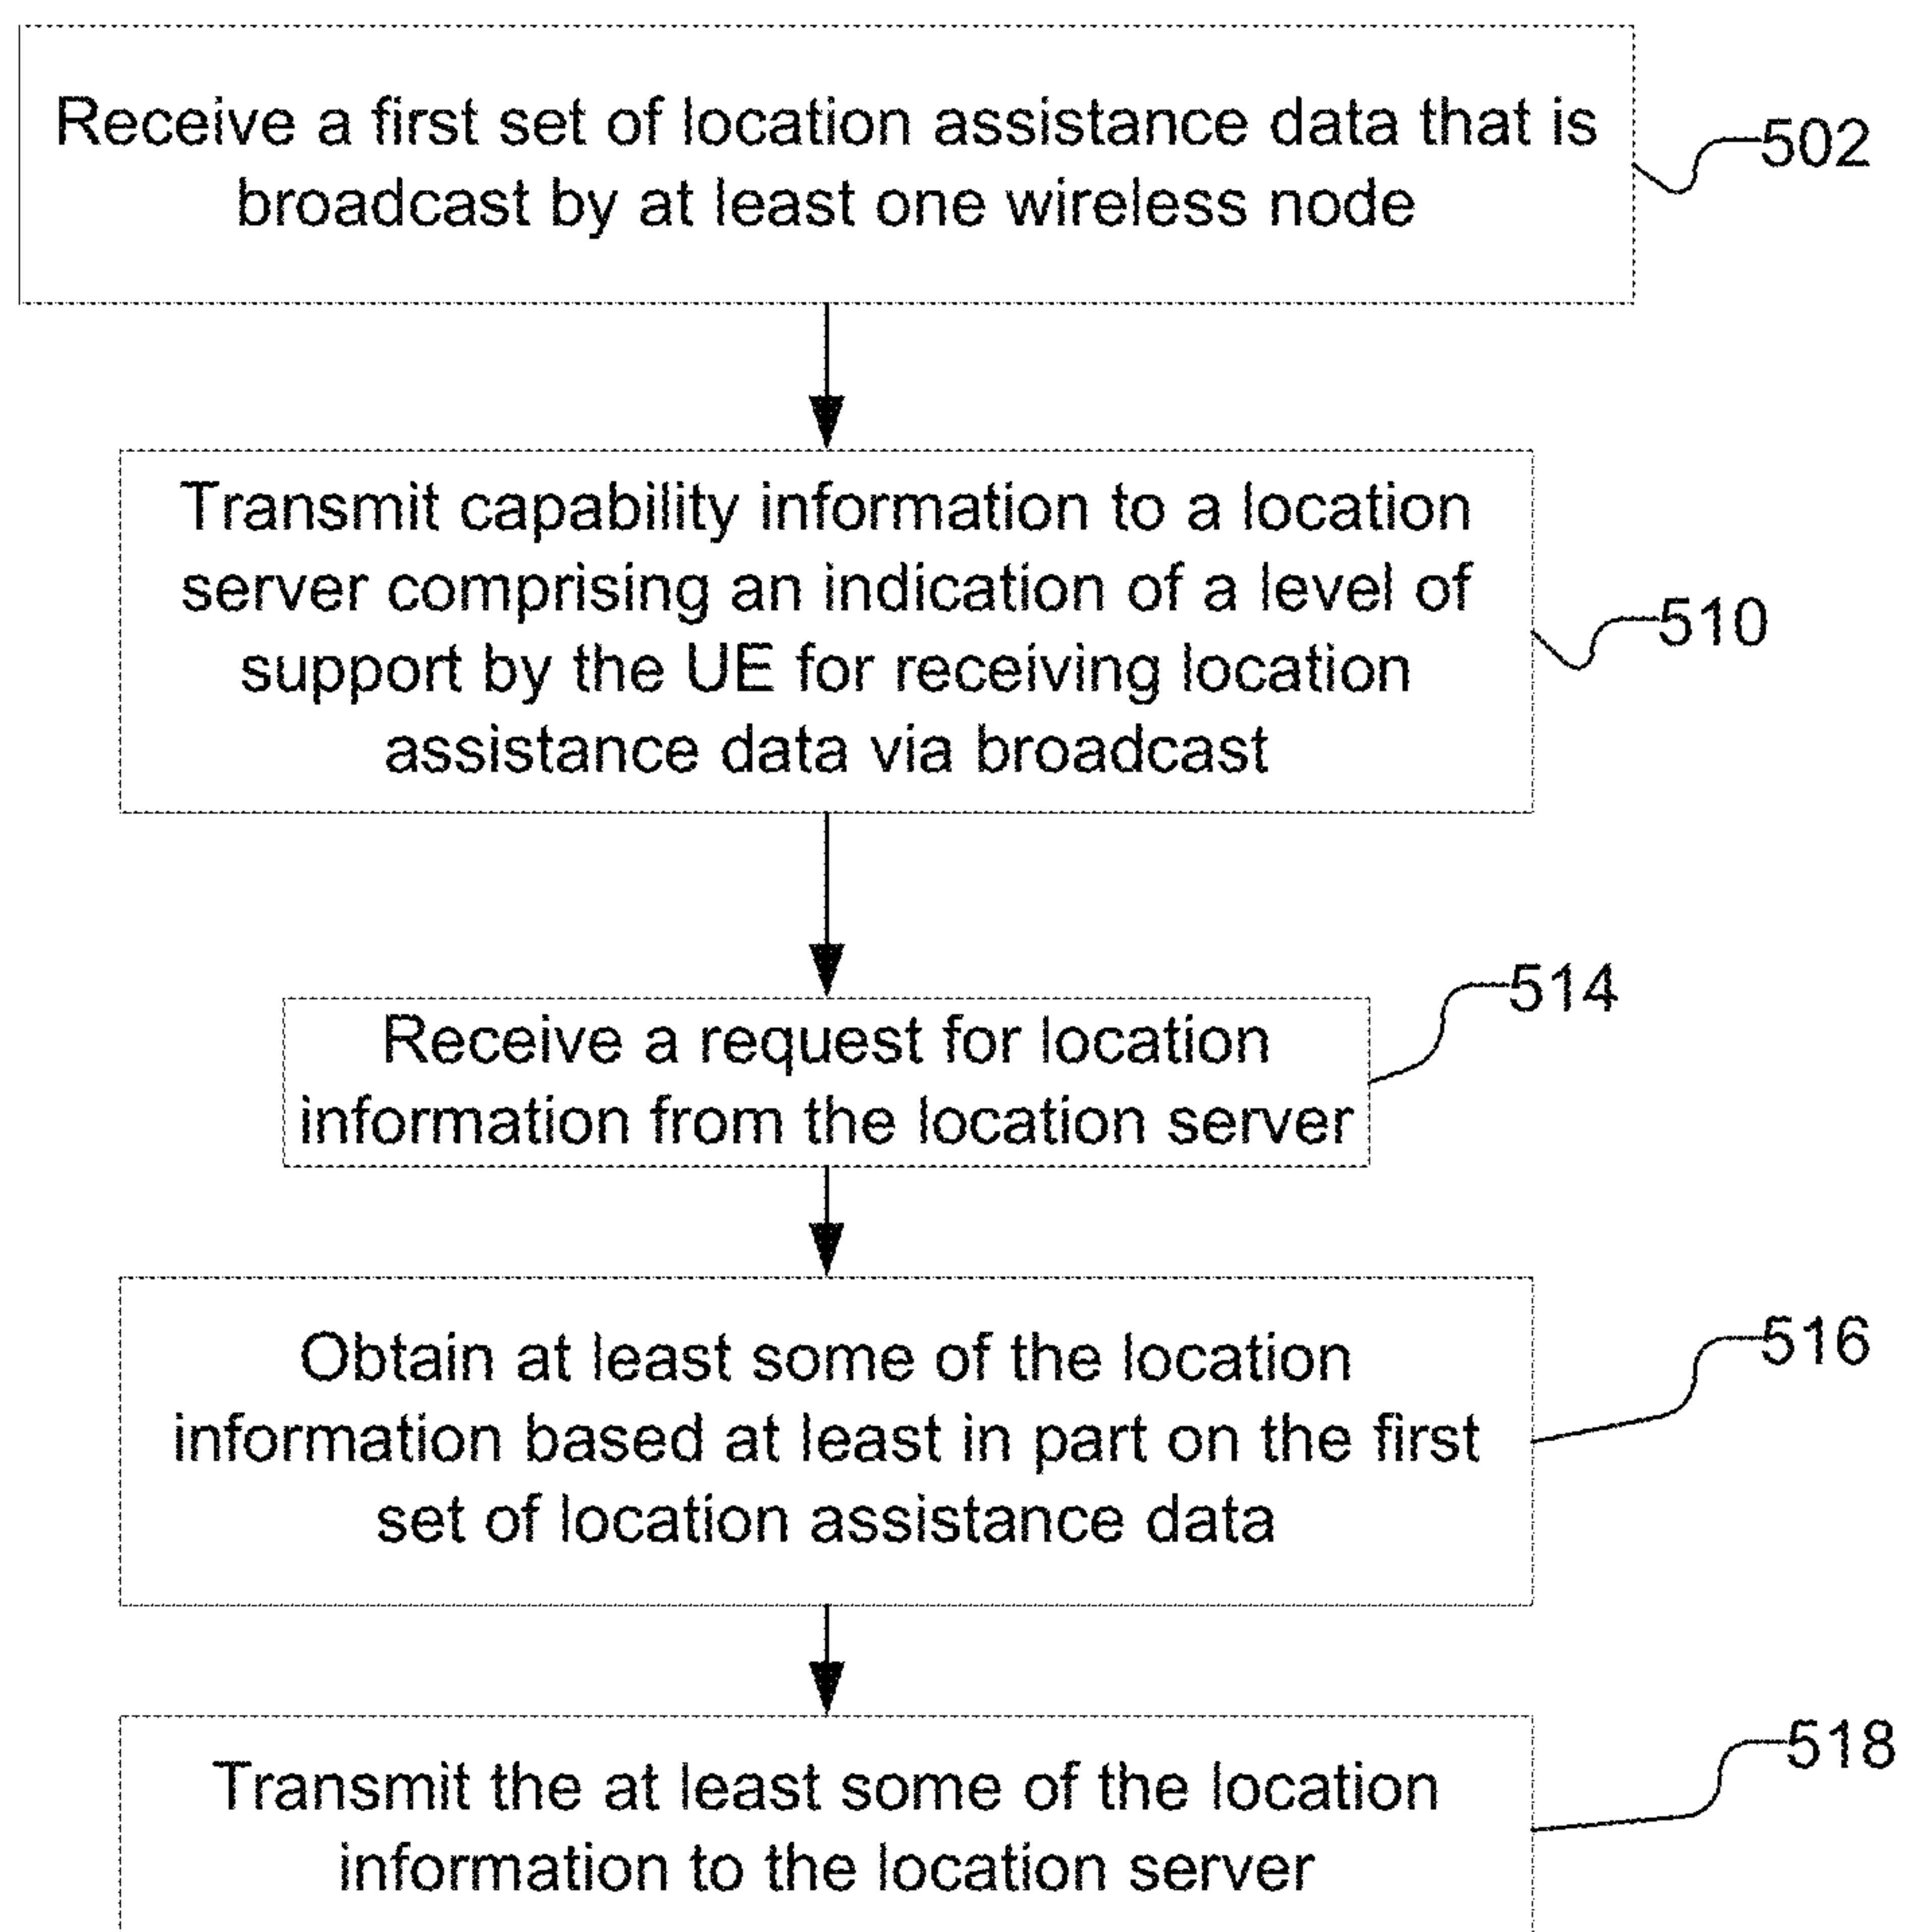 Receive a first set of location assistance data that is
broadcast by at least one wireless node
502
Transmit capability information to a location
server comprising an indication of a level of
support by the UE for receiving location
assistance data via broadcast
510
Receive a request for location
information from the location server
514
Obtain at least some of the location
information based at least in part on the first
set of location assistance data
516
Transmit the at least some of the location
information to the location server
518